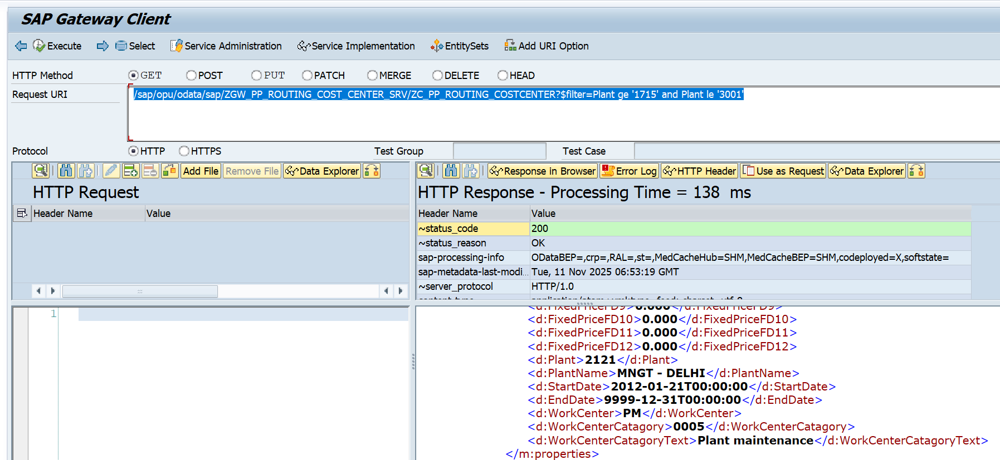 SAP Gateway Client
Execute Select Service Administration Service Implementation EntitySets Add URI Option
HTTP Method GET POST PUT PATCH MERGE DELETE HEAD
Request URI /sap/opu/odata/sap/ZGW_PP_ROUTING_COST_CENTER_SRV/ZC_PP_ROUTING_COSTCENTER?$filter=Plant ge '1715' and Plant le '3001'
Protocol HTTP HTTPS Test Group Test Case
Add File Remove File Data Explorer
HTTP Request
Header Name Value
Response in Browser Error Log HTTP Header Use as Request Data Explorer
HTTP Response - Processing Time = 138 ms
Header Name Value
~status_code 200
~status_reason OK
sap-processing-info ODataBEP=,crp=,RAL=,st=,MedCacheHub=SHM,MedCacheBEP=SHM,codeployed=X,softstate=
sap-metadata-last-modi... Tue, 11 Nov 2025 06:53:19 GMT
~server_protocol HTTP/1.0
1
<d:FixedPriceFD9>0.000</d:FixedPriceFD9>
<d:FixedPriceFD10>0.000</d:FixedPriceFD10>
<d:FixedPriceFD11>0.000</d:FixedPriceFD11>
<d:FixedPriceFD12>0.000</d:FixedPriceFD12>
<d:Plant>2121</d:Plant>
<d:PlantName>MNGT - DELHI</d:PlantName>
<d:StartDate>2012-01-21T00:00:00</d:StartDate>
<d:EndDate>9999-12-31T00:00:00</d:EndDate>
<d:WorkCenter>PM</d:WorkCenter>
<d:WorkCenterCatagory>0005</d:WorkCenterCatagory>
<d:WorkCenterCatagoryText>Plant maintenance</d:WorkCenterCatagoryText>
</m:properties>